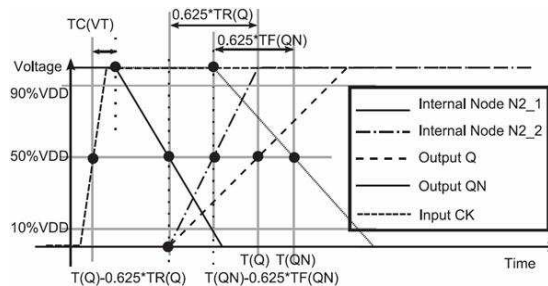 TC(VT)
0.625*TR(Q)
0.625*TF(QN)
Voltage
90%VDD
50%VDD
10%VDD
Internal Node N2_1
Internal Node N2_2
Output Q
Output QN
Input CK
T(Q) T(QN)
Time
T(Q)-0.625*TR(Q)
T(QN)-0.625*TF(QN)